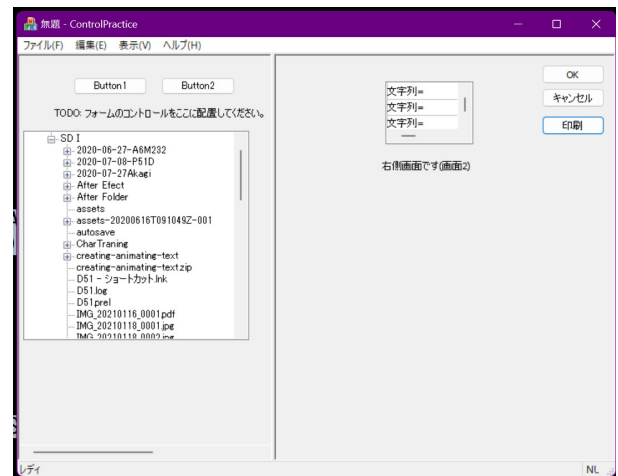 無題 - ControlPractice
ファイル(F) 編集(E) 表示(V) ヘルプ(H)
Button1 Button2
TODO: フォームのコントロールをここに配置してください。
SD I
2020-06-27-A6M232
2020-07-08-P51D
2020-07-27Akagi
After Efect
After Folder
assets
assets-20200616T091049Z-001
autosave
CharTraning
creating-animating-text
creating-animating-textzip
D51 - ショートカット.lnk
D51.log
D51.prel
IMG_20210116_0001.pdf
IMG_20210118_0001.jpg
IMG_20210118_0002.jpg
文字列=
文字列=
文字列=
右側画面です(画面2)
OK
キャンセル
印刷
レディ
NL